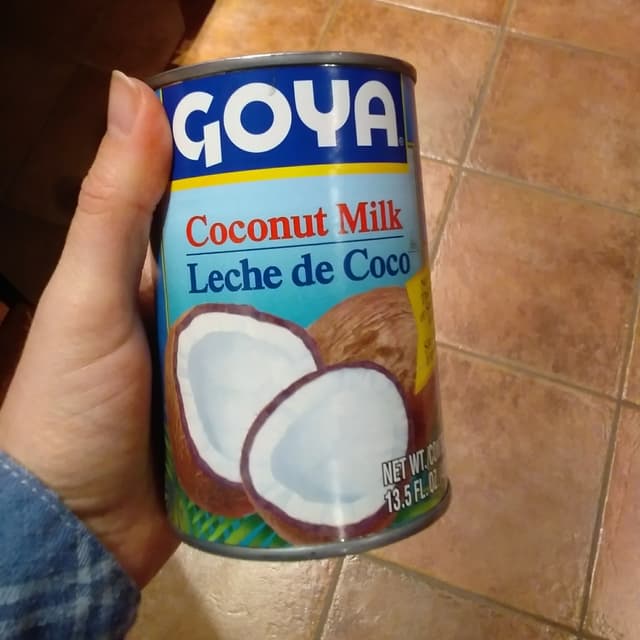 GOYA
Coconut Milk
Leche de Coco
NET WT.
13.5 FL. OZ.